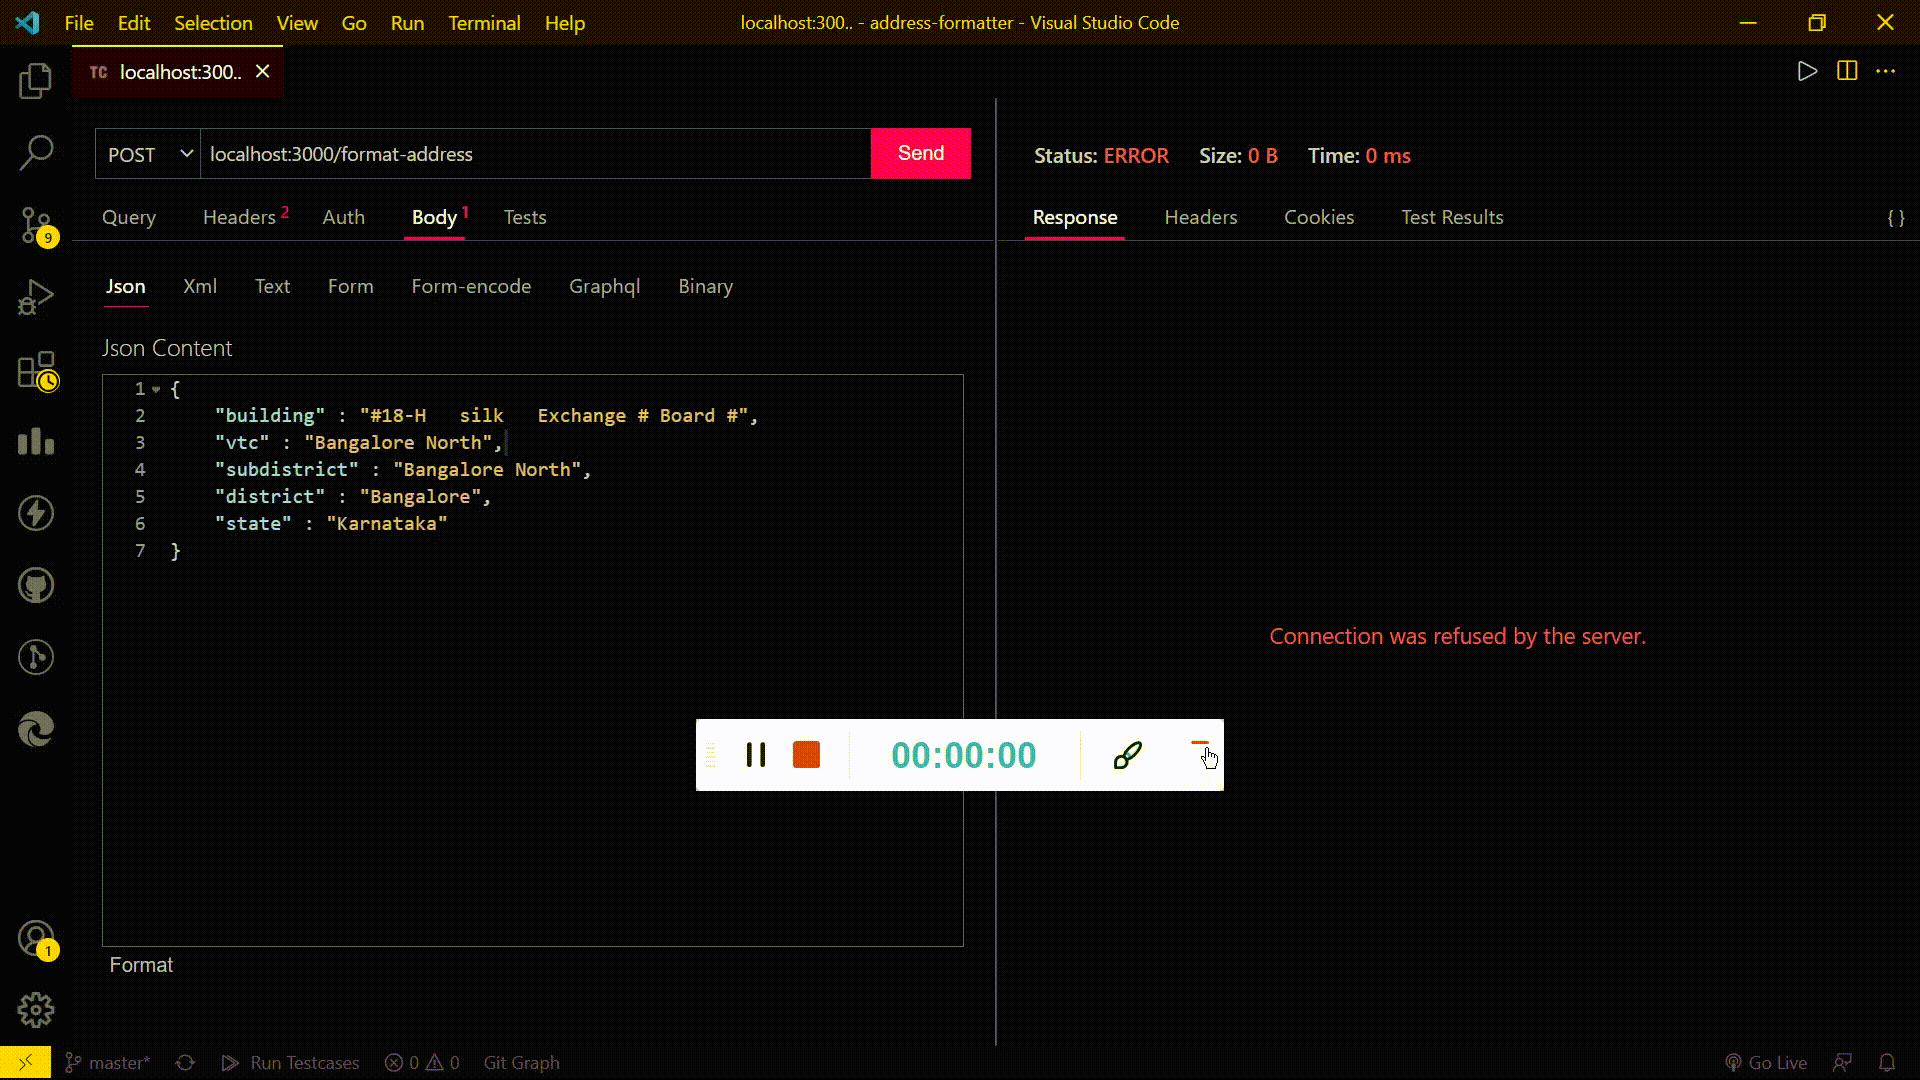 File Edit Selection View Go Run Terminal Help localhost:300.. - address-formatter - Visual Studio Code
TC localhost:300..
POST localhost:3000/format-address Send
Status: ERROR Size: 0 B Time: 0 ms
Query Headers 2 Auth Body 1 Tests
Response Headers Cookies Test Results { }
9
Json Xml Text Form Form-encode Graphql Binary
Json Content
1 {
2 "building" : "#18-H   silk   Exchange # Board #",
3 "vtc" : "Bangalore North",
4 "subdistrict" : "Bangalore North",
5 "district" : "Bangalore",
6 "state" : "Karnataka"
7 }
Connection was refused by the server.
00:00:00
1
Format
master* Run Testcases 0 0 Git Graph Go Live